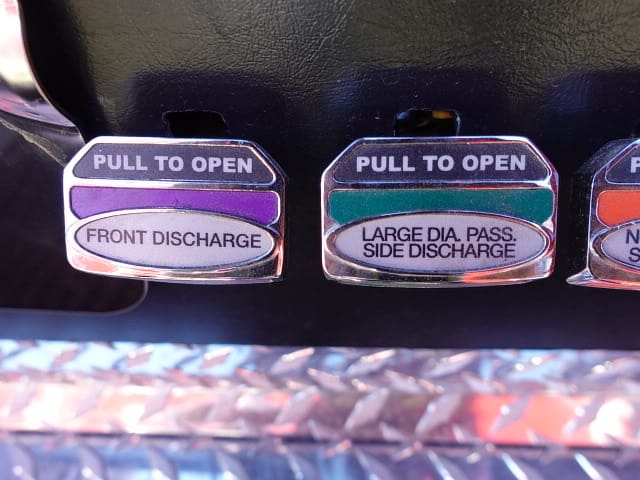 PULL TO OPEN
FRONT DISCHARGE
PULL TO OPEN
LARGE DIA. PASS.
SIDE DISCHARGE